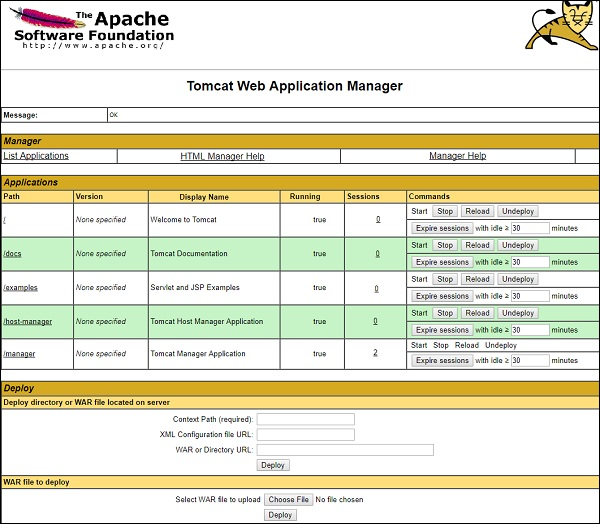 The Apache
Software Foundation
http://www.apache.org/
Tomcat Web Application Manager
Message: OK
Manager
List Applications HTML Manager Help Manager Help
Applications
Path Version Display Name Running Sessions Commands
/ None specified Welcome to Tomcat true 0 Start Stop Reload Undeploy
Expire sessions with idle ≥ 30 minutes
/docs None specified Tomcat Documentation true 0 Start Stop Reload Undeploy
Expire sessions with idle ≥ 30 minutes
/examples None specified Servlet and JSP Examples true 0 Start Stop Reload Undeploy
Expire sessions with idle ≥ 30 minutes
/host-manager None specified Tomcat Host Manager Application true 0 Start Stop Reload Undeploy
Expire sessions with idle ≥ 30 minutes
/manager None specified Tomcat Manager Application true 2 Start Stop Reload Undeploy
Expire sessions with idle ≥ 30 minutes
Deploy
Deploy directory or WAR file located on server
Context Path (required):
XML Configuration file URL:
WAR or Directory URL:
Deploy
WAR file to deploy
Select WAR file to upload Choose File No file chosen
Deploy